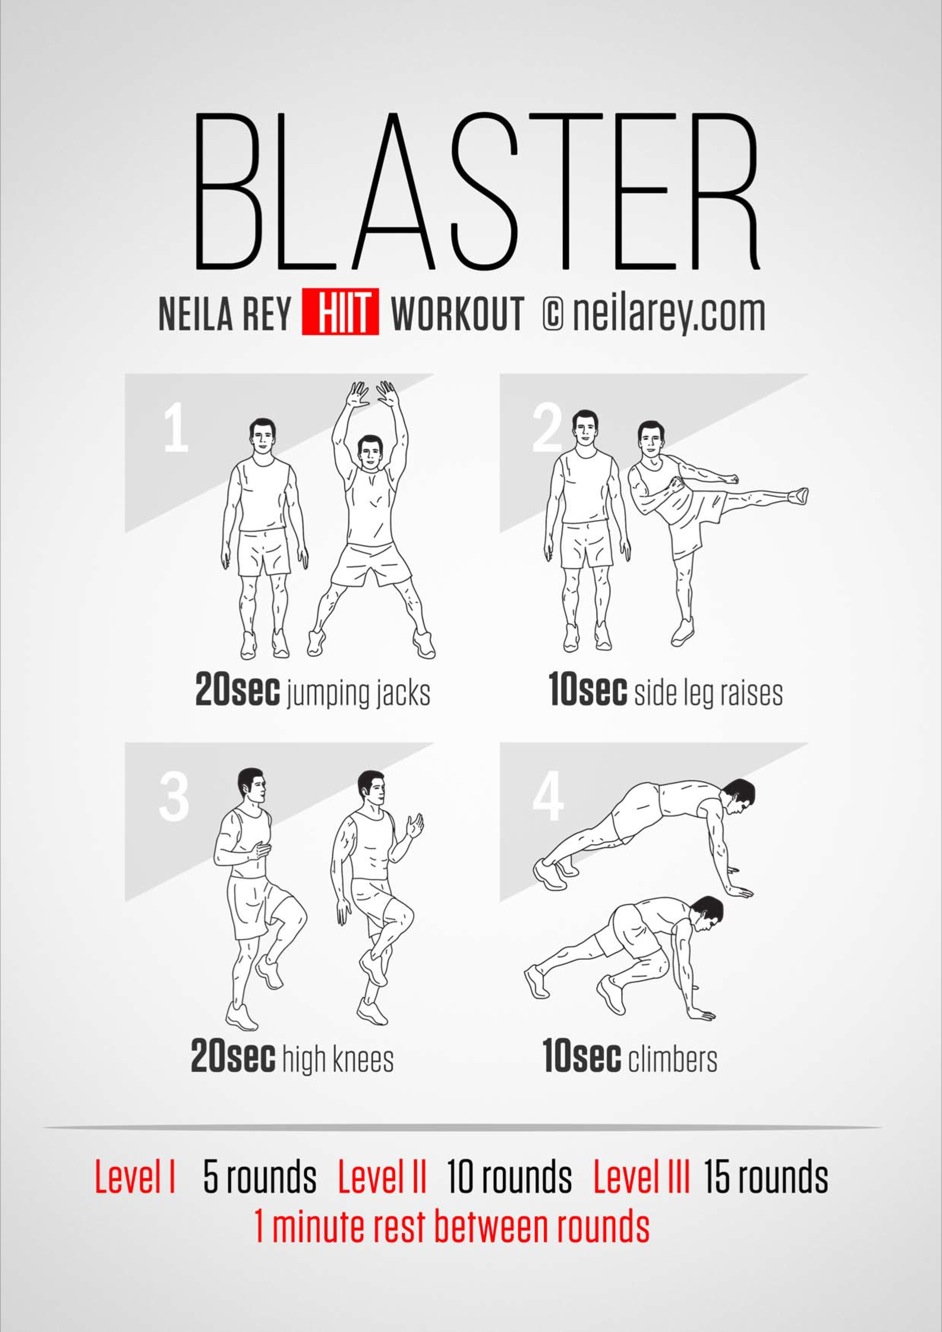 BLASTER
NEILA REY HIIT WORKOUT © neilarey.com
1
20sec jumping jacks
2
10sec side leg raises
3
20sec high knees
4
10sec climbers
Level I 5 rounds Level II 10 rounds Level III 15 rounds
1 minute rest between rounds